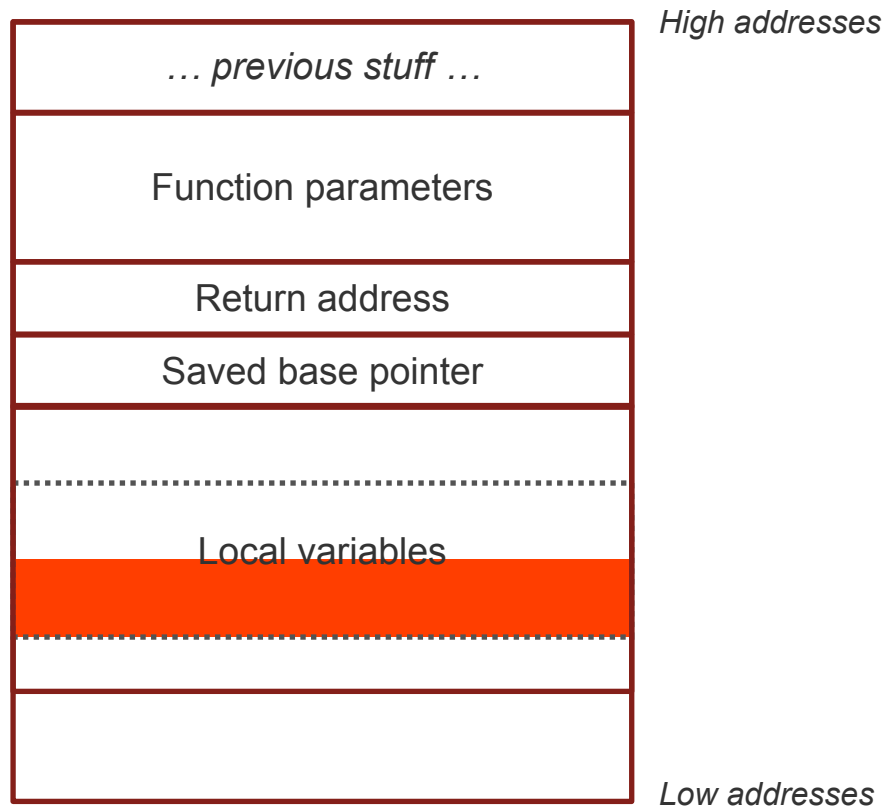 High addresses
… previous stuff …
Function parameters
Return address
Saved base pointer
Local variables
Low addresses